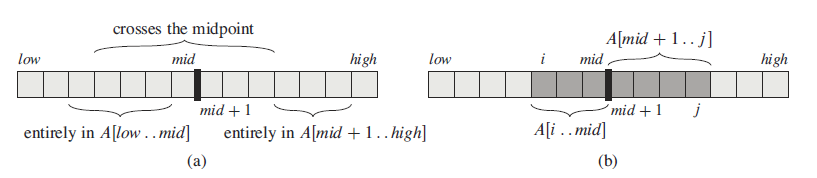 crosses the midpoint
low mid high
mid + 1
entirely in A[low . . mid] entirely in A[mid + 1 . . high]
(a)
A[mid + 1 . . j]
low i mid high
mid + 1 j
A[i . . mid]
(b)